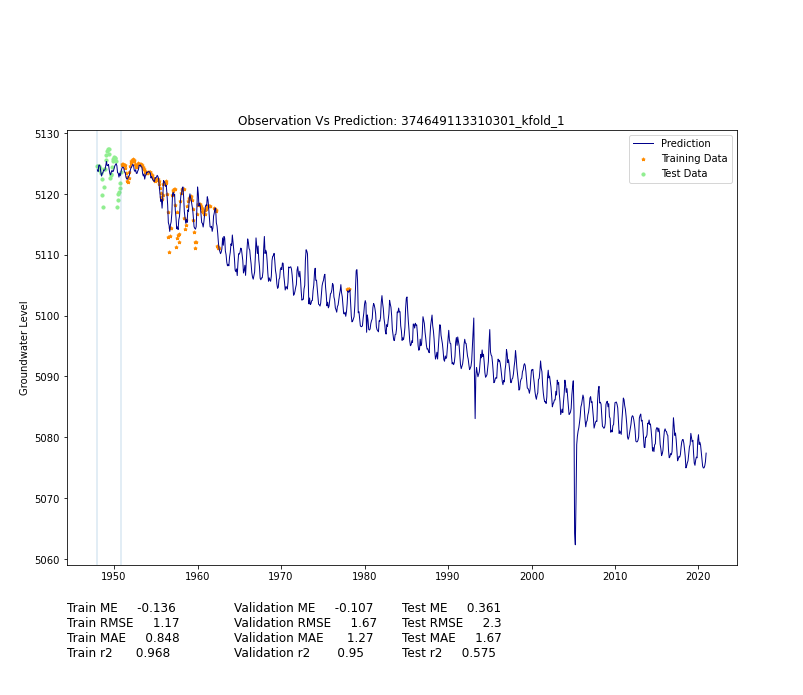 Observation Vs Prediction: 374649113310301_kfold_1
Prediction
Training Data
Test Data
Groundwater Level
5130
5120
5110
5100
5090
5080
5070
5060
1950 1960 1970 1980 1990 2000 2010 2020
Train ME -0.136 Validation ME -0.107 Test ME 0.361
Train RMSE 1.17 Validation RMSE 1.67 Test RMSE 2.3
Train MAE 0.848 Validation MAE 1.27 Test MAE 1.67
Train r2 0.968 Validation r2 0.95 Test r2 0.575